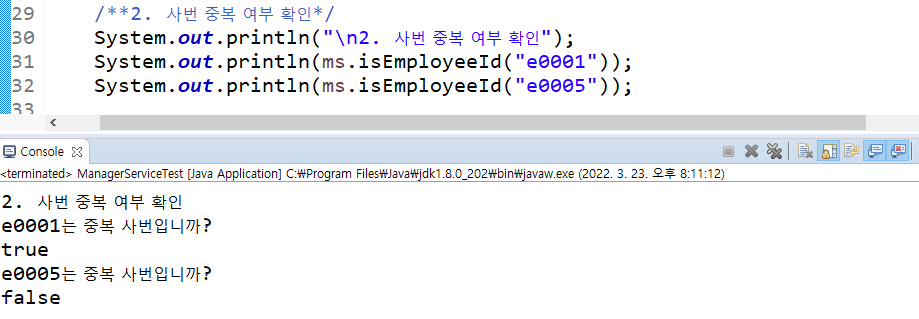 29 /**2. 사번 중복 여부 확인*/
30 System.out.println("\n2. 사번 중복 여부 확인");
31 System.out.println(ms.isEmployeeId("e0001"));
32 System.out.println(ms.isEmployeeId("e0005"));
33
Console
<terminated> ManagerServiceTest [Java Application] C:₩Program Files₩Java₩jdk1.8.0_202₩bin₩javaw.exe (2022. 3. 23. 오후 8:11:12)
2. 사번 중복 여부 확인
e0001는 중복 사번입니까?
true
e0005는 중복 사번입니까?
false